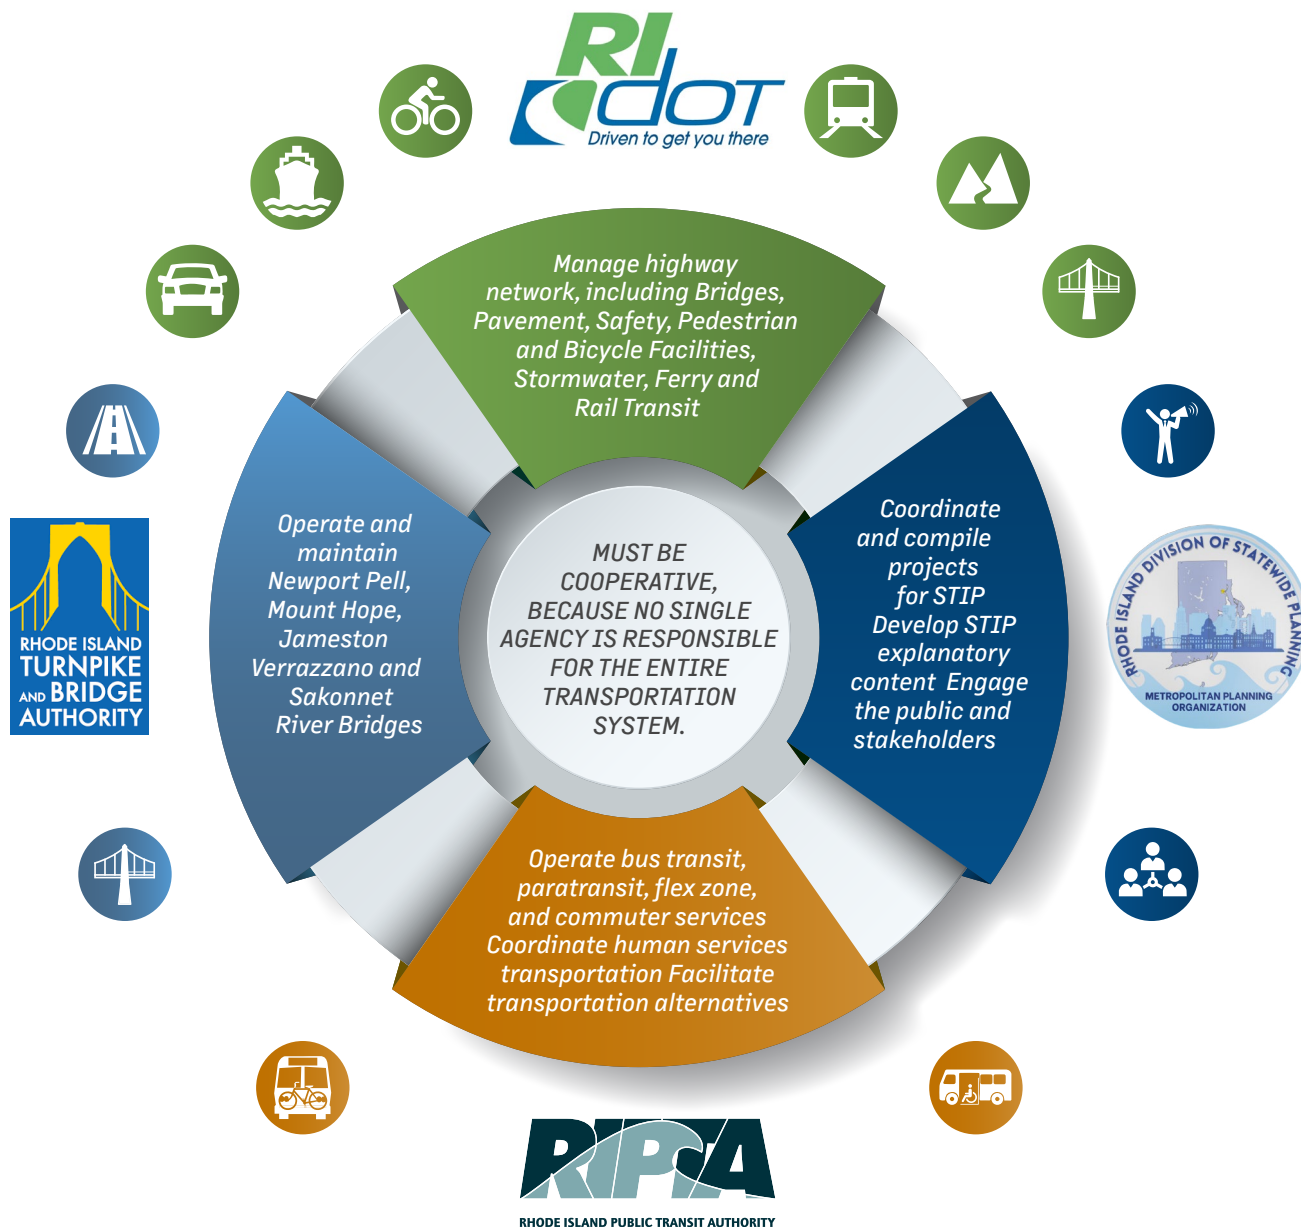 RI
dOT
Driven to get you there
Manage highway
network, including Bridges,
Pavement, Safety, Pedestrian
and Bicycle Facilities,
Stormwater, Ferry and
Rail Transit
Operate and
maintain
Newport Pell,
Mount Hope,
Jameston
Verrazzano and
Sakonnet
River Bridges
MUST BE
COOPERATIVE,
BECAUSE NO SINGLE
AGENCY IS RESPONSIBLE
FOR THE ENTIRE
TRANSPORTATION
SYSTEM.
Coordinate
and compile
projects
for STIP
Develop STIP
explanatory
content Engage
the public and
stakeholders
RHODE ISLAND
TURNPIKE
AND BRIDGE
AUTHORITY
RHODE ISLAND DIVISION OF STATEWIDE PLANNING
METROPOLITAN PLANNING
ORGANIZATION
Operate bus transit,
paratransit, flex zone,
and commuter services
Coordinate human services
transportation Facilitate
transportation alternatives
RIPTA
RHODE ISLAND PUBLIC TRANSIT AUTHORITY